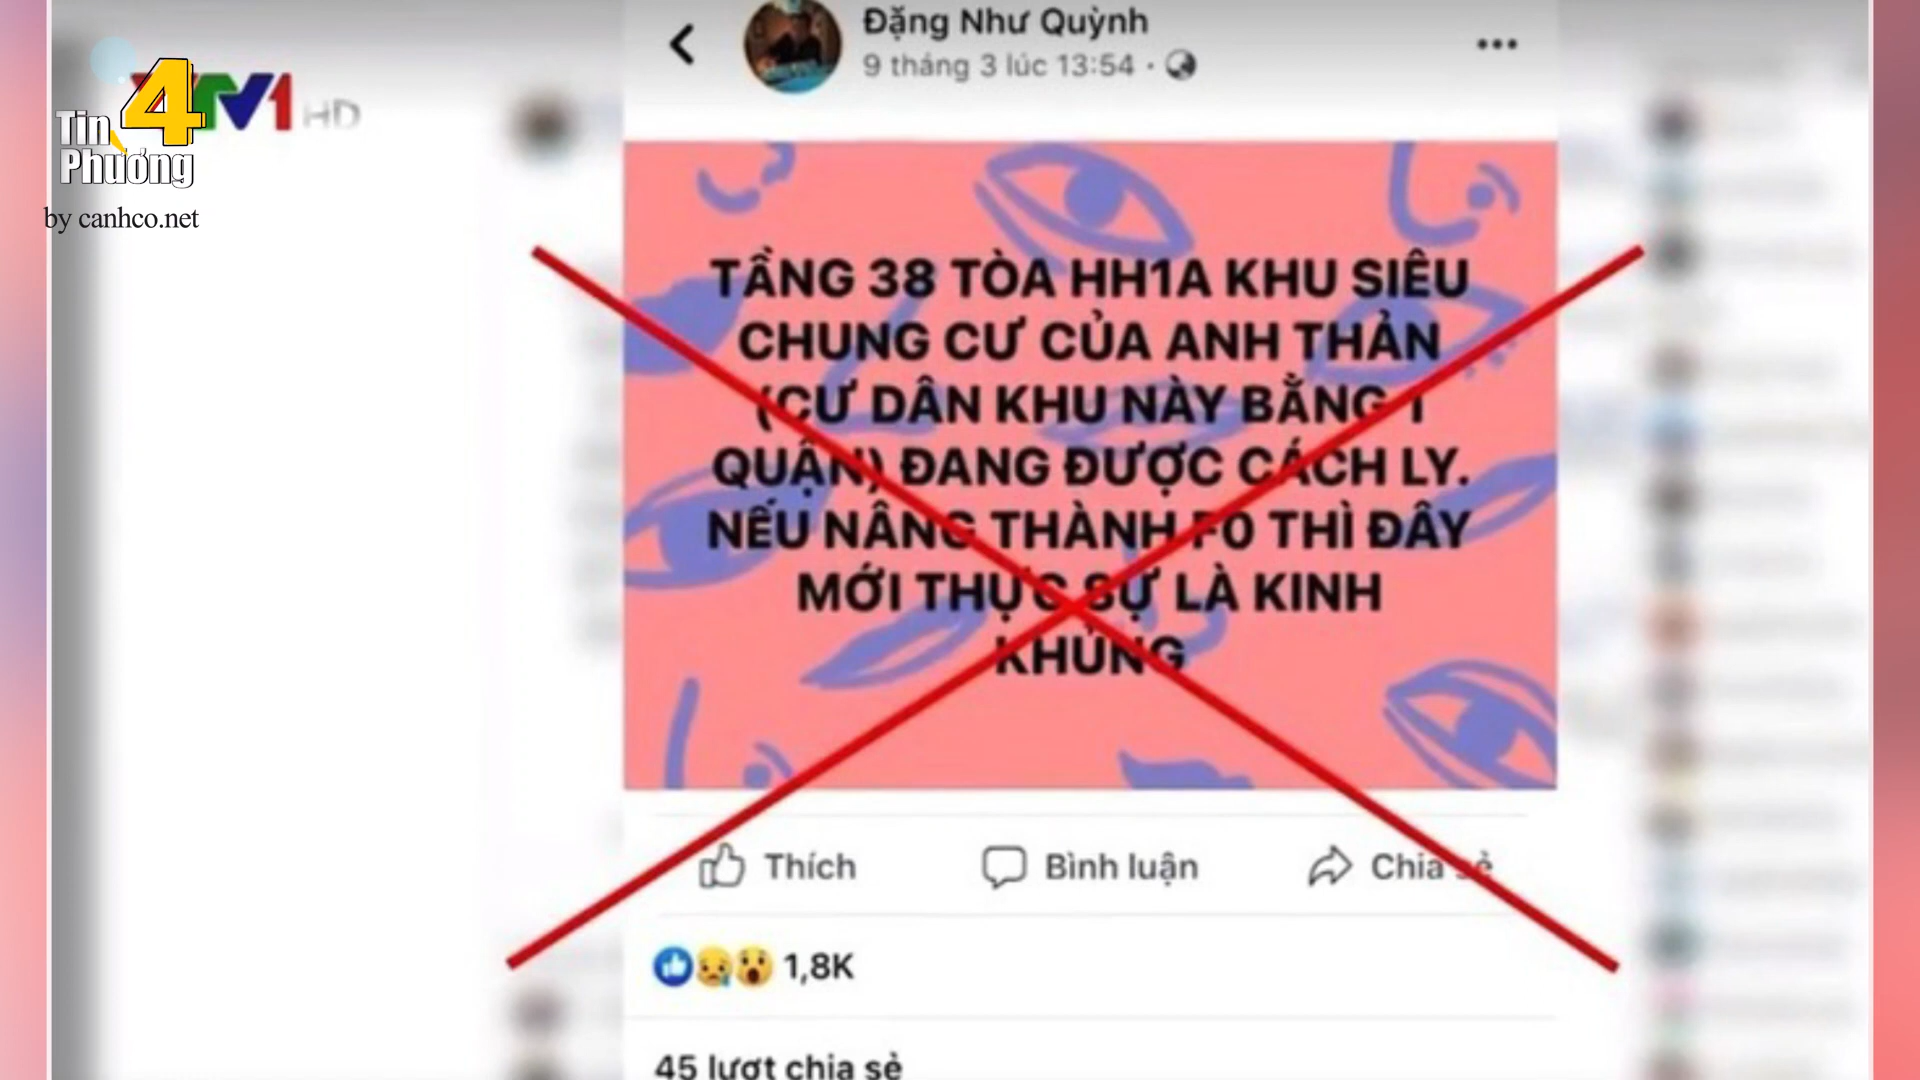 VTV1 HD
Tin 4
Phương
by canhco.net
Đặng Như Quỳnh
9 tháng 3 lúc 13:54 ·
TẦNG 38 TÒA HH1A KHU SIÊU
CHUNG CƯ CỦA ANH THẢN
(CƯ DÂN KHU NÀY BẰNG 1
QUẬN) ĐANG ĐƯỢC CÁCH LY.
NẾU NÂNG THÀNH F0 THÌ ĐÂY
MỚI THỰC SỰ LÀ KINH
KHỦNG
Thích
Bình luận
Chia sẻ
1,8K
45 lượt chia sẻ